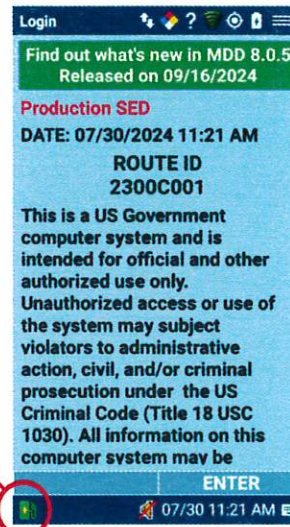 Login
Find out what's new in MDD 8.0.5
Released on 09/16/2024
Production SED
DATE: 07/30/2024 11:21 AM
ROUTE ID
2300C001
This is a US Government
computer system and is
intended for official and other
authorized use only.
Unauthorized access or use of
the system may subject
violators to administrative
action, civil, and/or criminal
prosecution under the US
Criminal Code (Title 18 USC
1030). All information on this
computer system may be
ENTER
07/30 11:21 AM